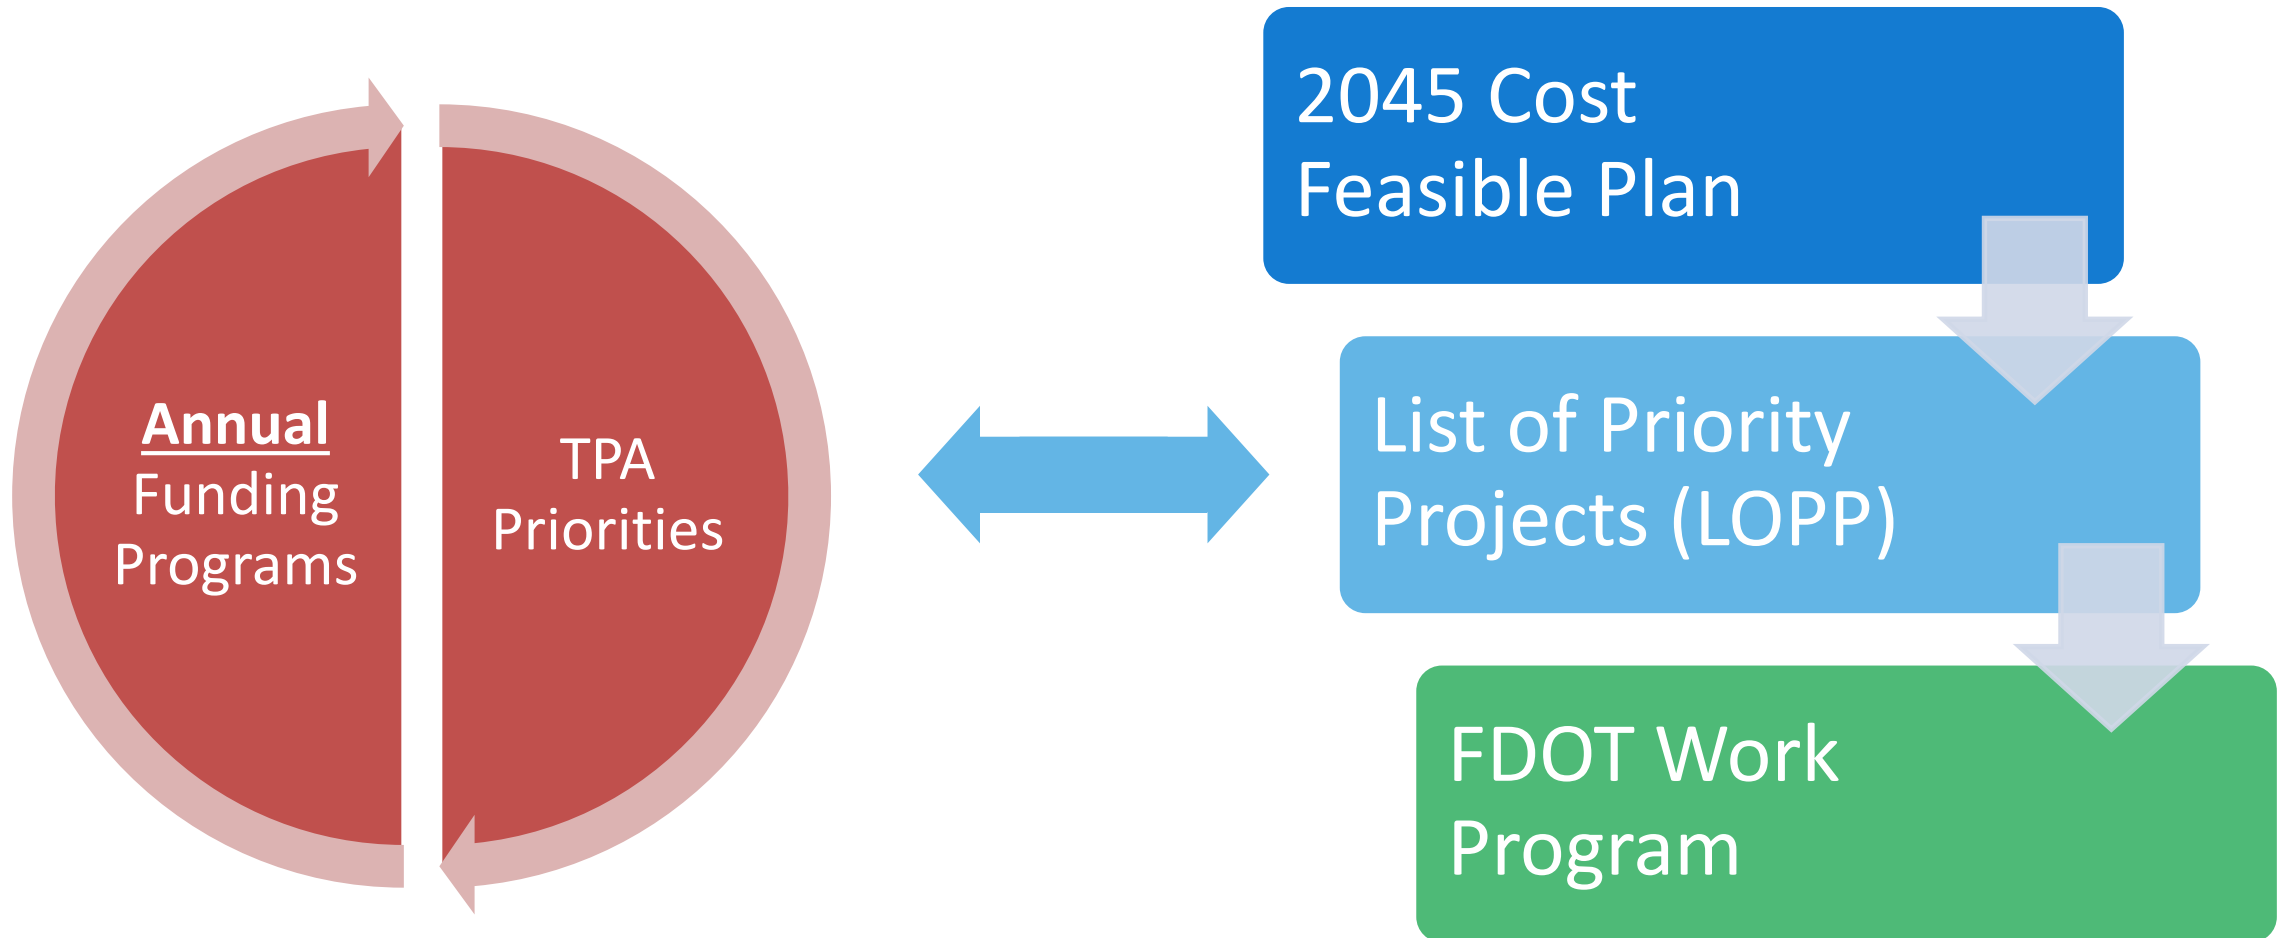 Annual
Funding
Programs
TPA
Priorities
2045 Cost
Feasible Plan
List of Priority
Projects (LOPP)
FDOT Work
Program